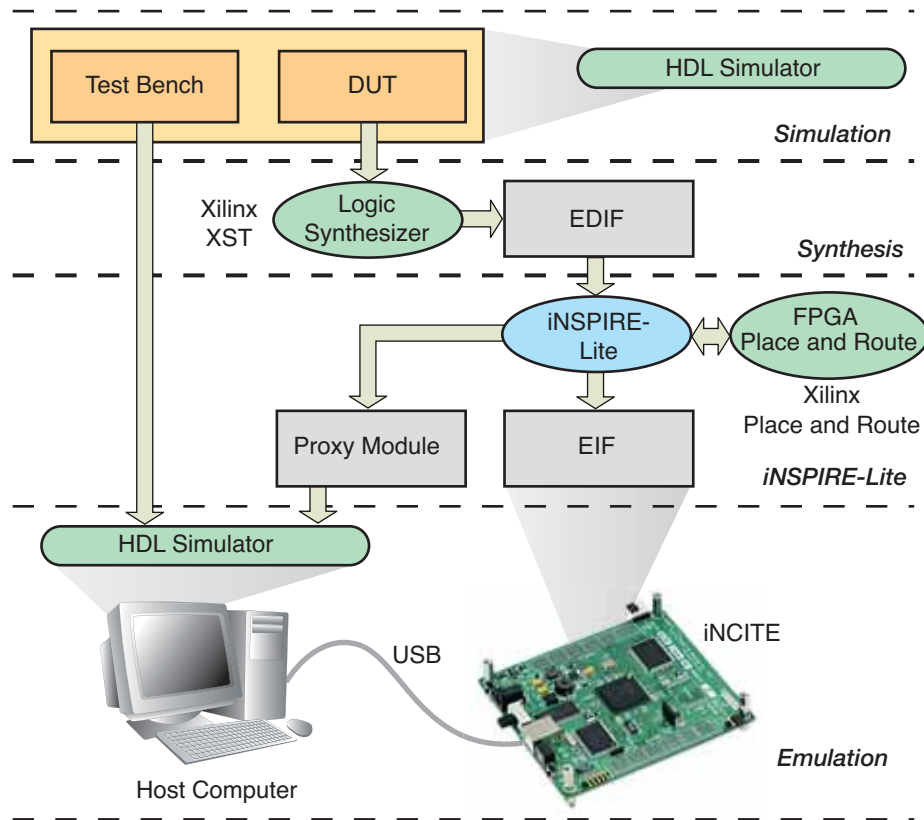 Test Bench
DUT
HDL Simulator
Simulation
Xilinx
XST
Logic
Synthesizer
EDIF
Synthesis
iNSPIRE-
Lite
FPGA
Place and Route
Xilinx
Place and Route
Proxy Module
EIF
iNSPIRE-Lite
HDL Simulator
USB
iNCITE
Host Computer
Emulation